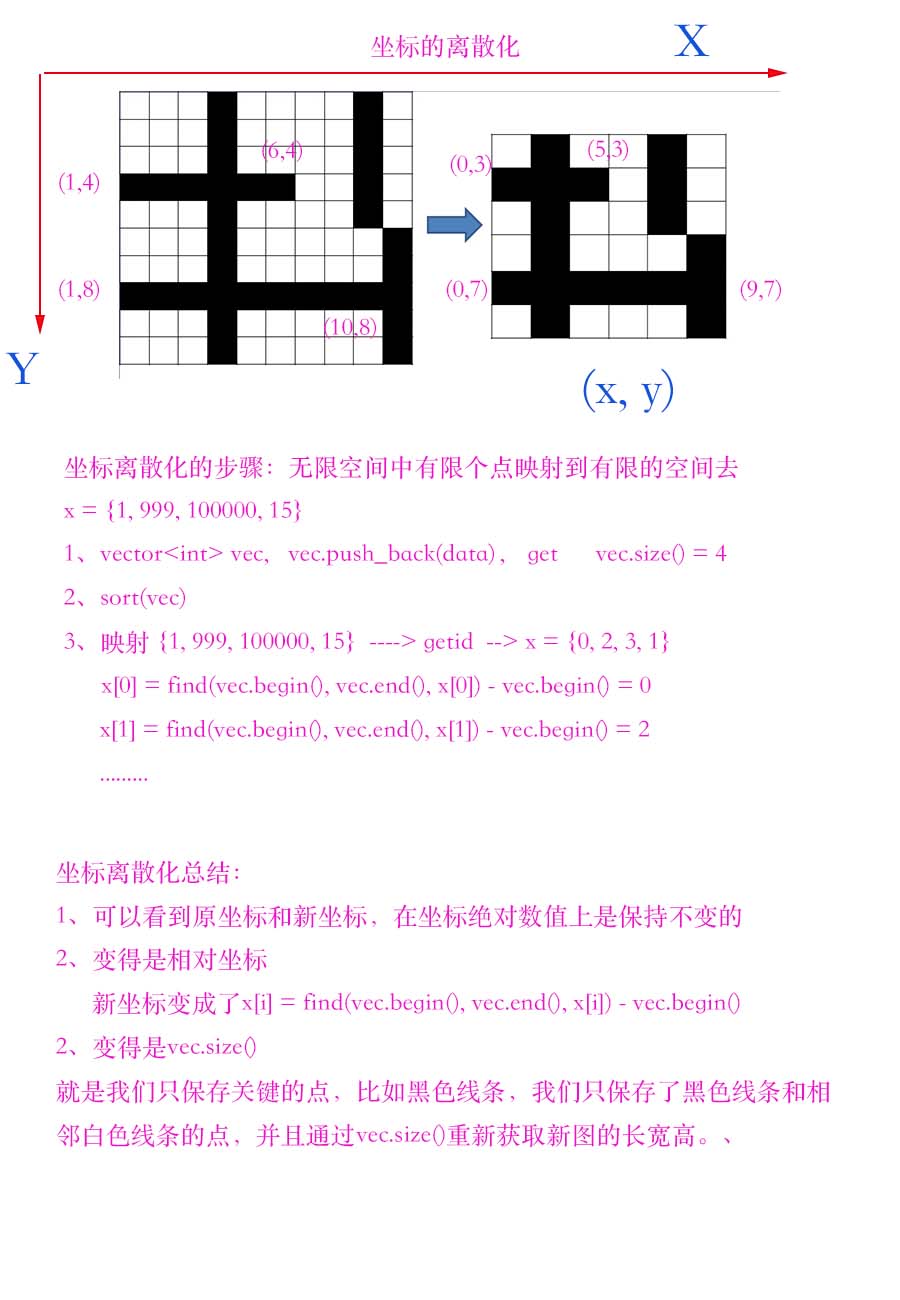 坐标的离散化
X
(6,4)
(5,3)
(0,3)
(1,4)
(1,8)
(0,7)
(9,7)
(10,8)
Y
(x, y)
坐标离散化的步骤：无限空间中有限个点映射到有限的空间去
x = {1, 999, 100000, 15}
1、vector<int> vec, vec.push_back(data) , get vec.size() = 4
2、sort(vec)
3、映射 {1, 999, 100000, 15} ----> getid --> x = {0, 2, 3, 1}
x[0] = find(vec.begin(), vec.end(), x[0]) - vec.begin() = 0
x[1] = find(vec.begin(), vec.end(), x[1]) - vec.begin() = 2
.........
坐标离散化总结：
1、可以看到原坐标和新坐标，在坐标绝对数值上是保持不变的
2、变得是相对坐标
新坐标变成了x[i] = find(vec.begin(), vec.end(), x[i]) - vec.begin()
2、变得是vec.size()
就是我们只保存关键的点，比如黑色线条，我们只保存了黑色线条和相
邻白色线条的点，并且通过vec.size()重新获取新图的长宽高。、